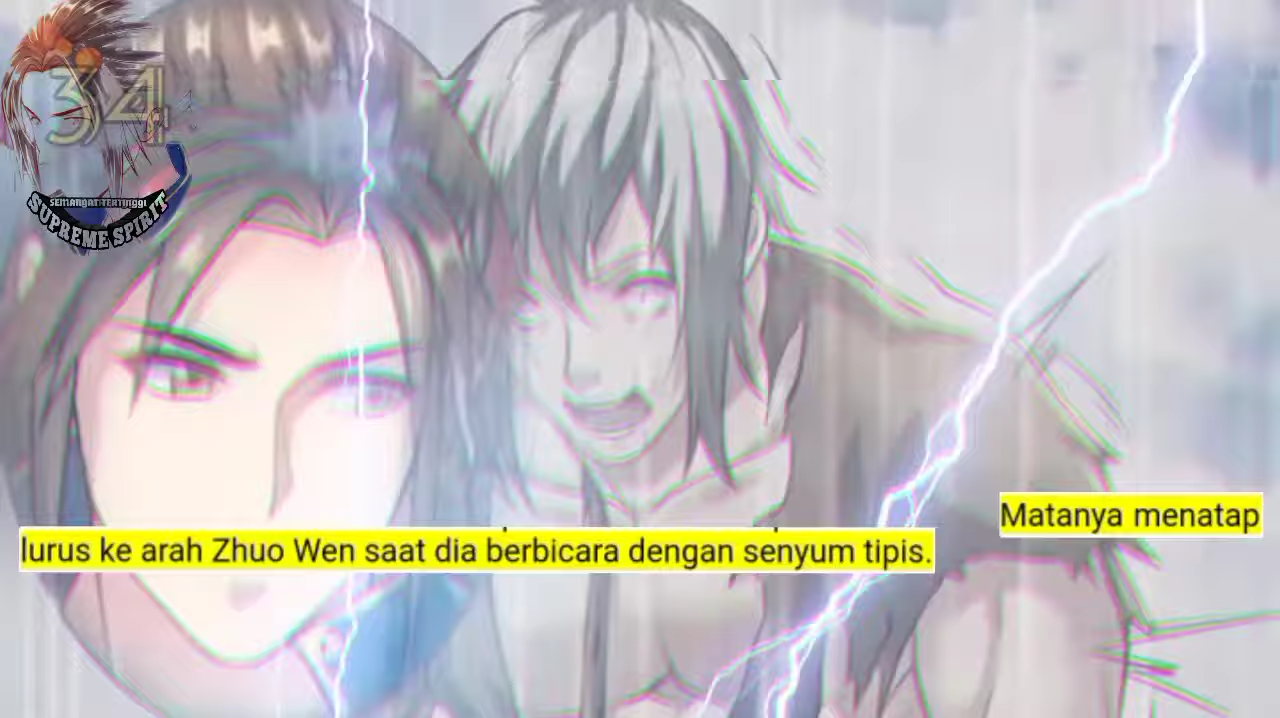 34
SEMANGAT TERTINGGI
SUPREME SPIRIT
Matanya menatap
lurus ke arah Zhuo Wen saat dia berbicara dengan senyum tipis.